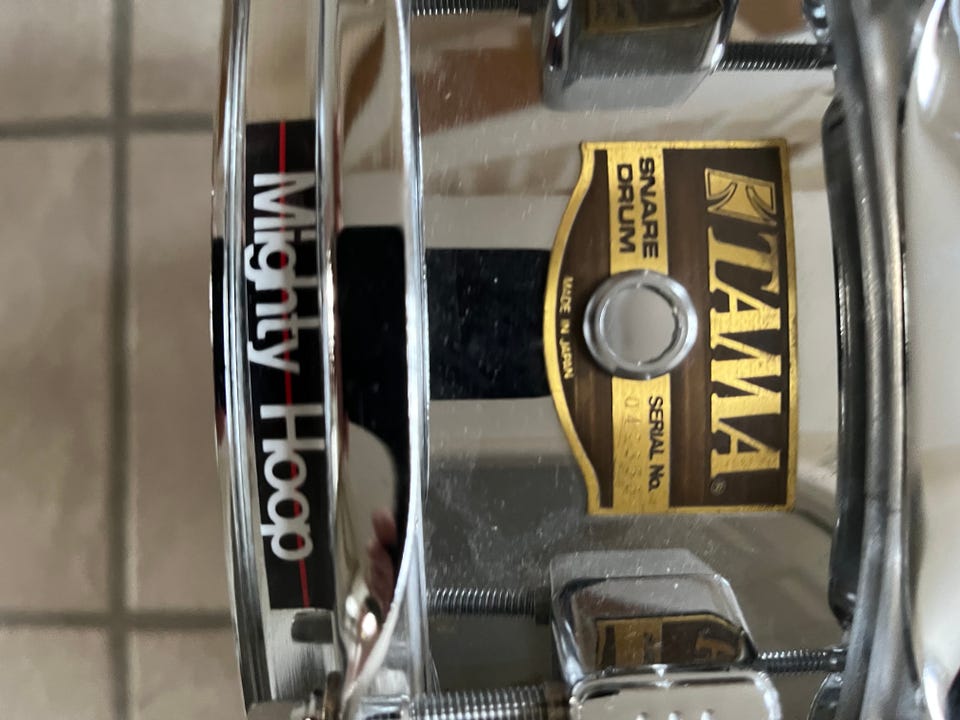 TAMA®
SNARE
DRUM
SERIAL No.
MADE IN JAPAN
Mighty Hoop